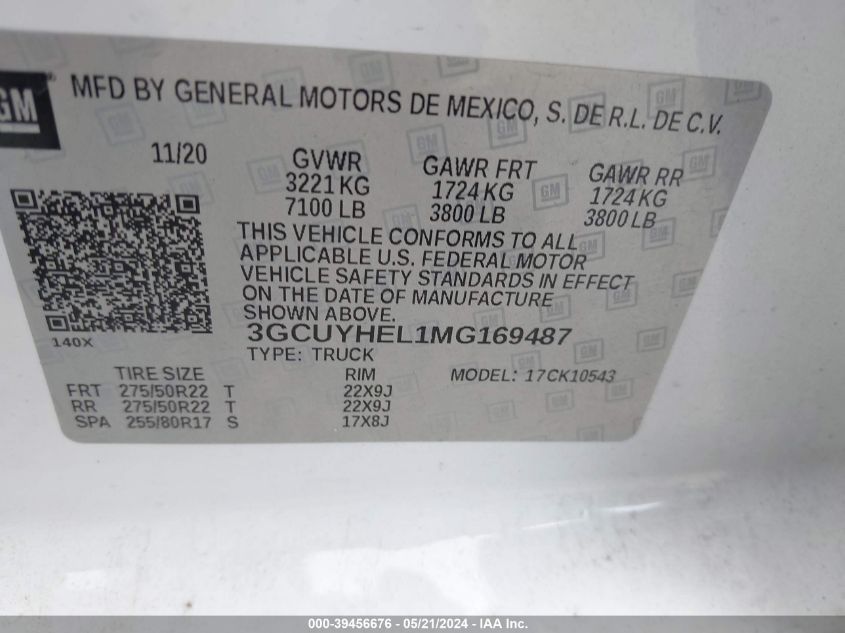 GM
MFD BY GENERAL MOTORS DE MEXICO, S. DE R.L. DE C.V.
11/20 GVWR GAWR FRT GAWR RR
3221 KG 1724 KG 1724 KG
7100 LB 3800 LB 3800 LB
THIS VEHICLE CONFORMS TO ALL
APPLICABLE U.S. FEDERAL MOTOR
VEHICLE SAFETY STANDARDS IN EFFECT
ON THE DATE OF MANUFACTURE
SHOWN ABOVE.
140X
3GCUYHEL1MG169487
TYPE: TRUCK
TIRE SIZE RIM MODEL: 17CK10543
FRT 275/50R22 T 22X9J
RR 275/50R22 T 22X9J
SPA 255/80R17 S 17X8J
000-39456676 - 05/21/2024 - IAA Inc.